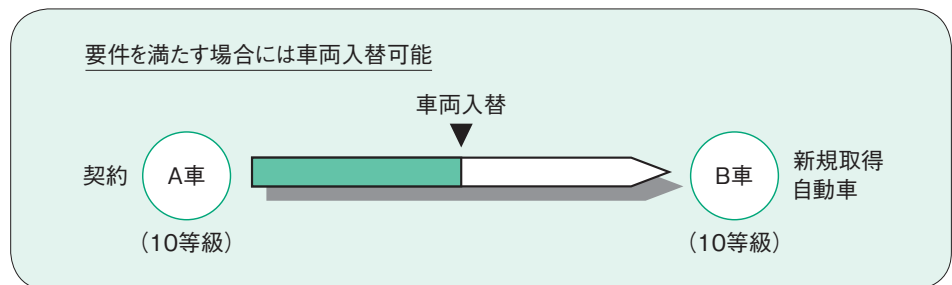 要件を満たす場合には車両入替可能
車両入替
契約
A車
B車
新規取得
自動車
（10等級）
（10等級）